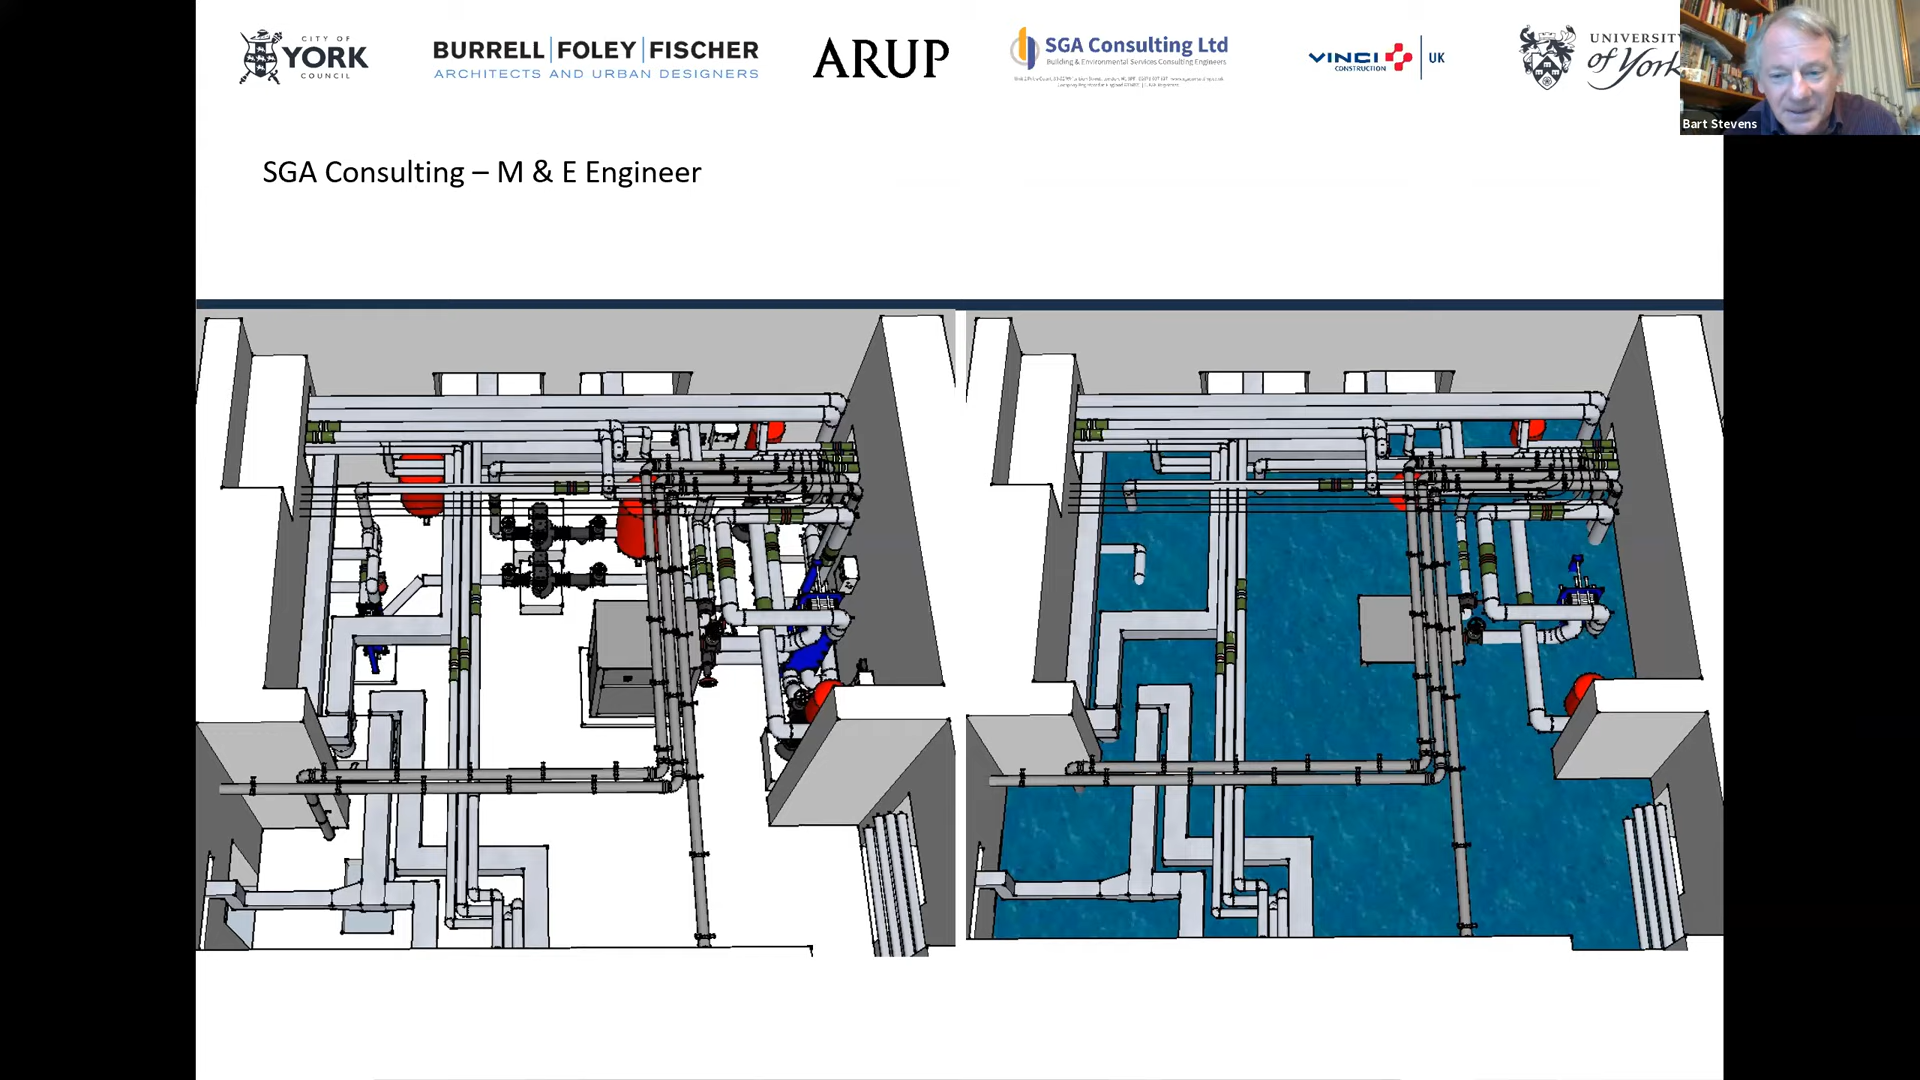 CITY OF
YORK
COUNCIL
BURRELL|FOLEY|FISCHER
ARCHITECTS AND URBAN DESIGNERS
ARUP
SGA Consulting Ltd
Building & Environmental Services Consulting Engineers
VINCI
CONSTRUCTION
UK
UNIVERSITY
of York
Bart Stevens
SGA Consulting – M & E Engineer